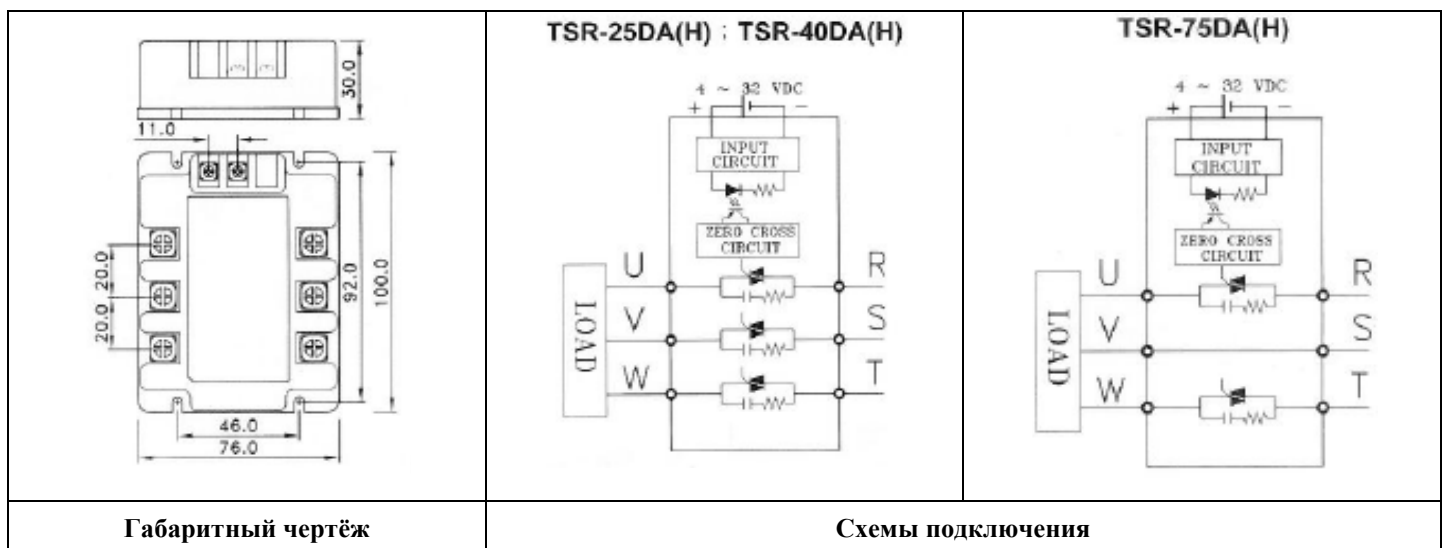 30.0
11.0
20.0
20.0
92.0
100.0
46.0
76.0
Габаритный чертёж
TSR-25DA(H) ; TSR-40DA(H)
4 ~ 32 VDC
+ −
INPUT
CIRCUIT
ZERO CROSS
CIRCUIT
LOAD
U R
V S
W T
TSR-75DA(H)
4 ~ 32 VDC
+ −
INPUT
CIRCUIT
ZERO CROSS
CIRCUIT
LOAD
U R
V S
W T
Схемы подключения